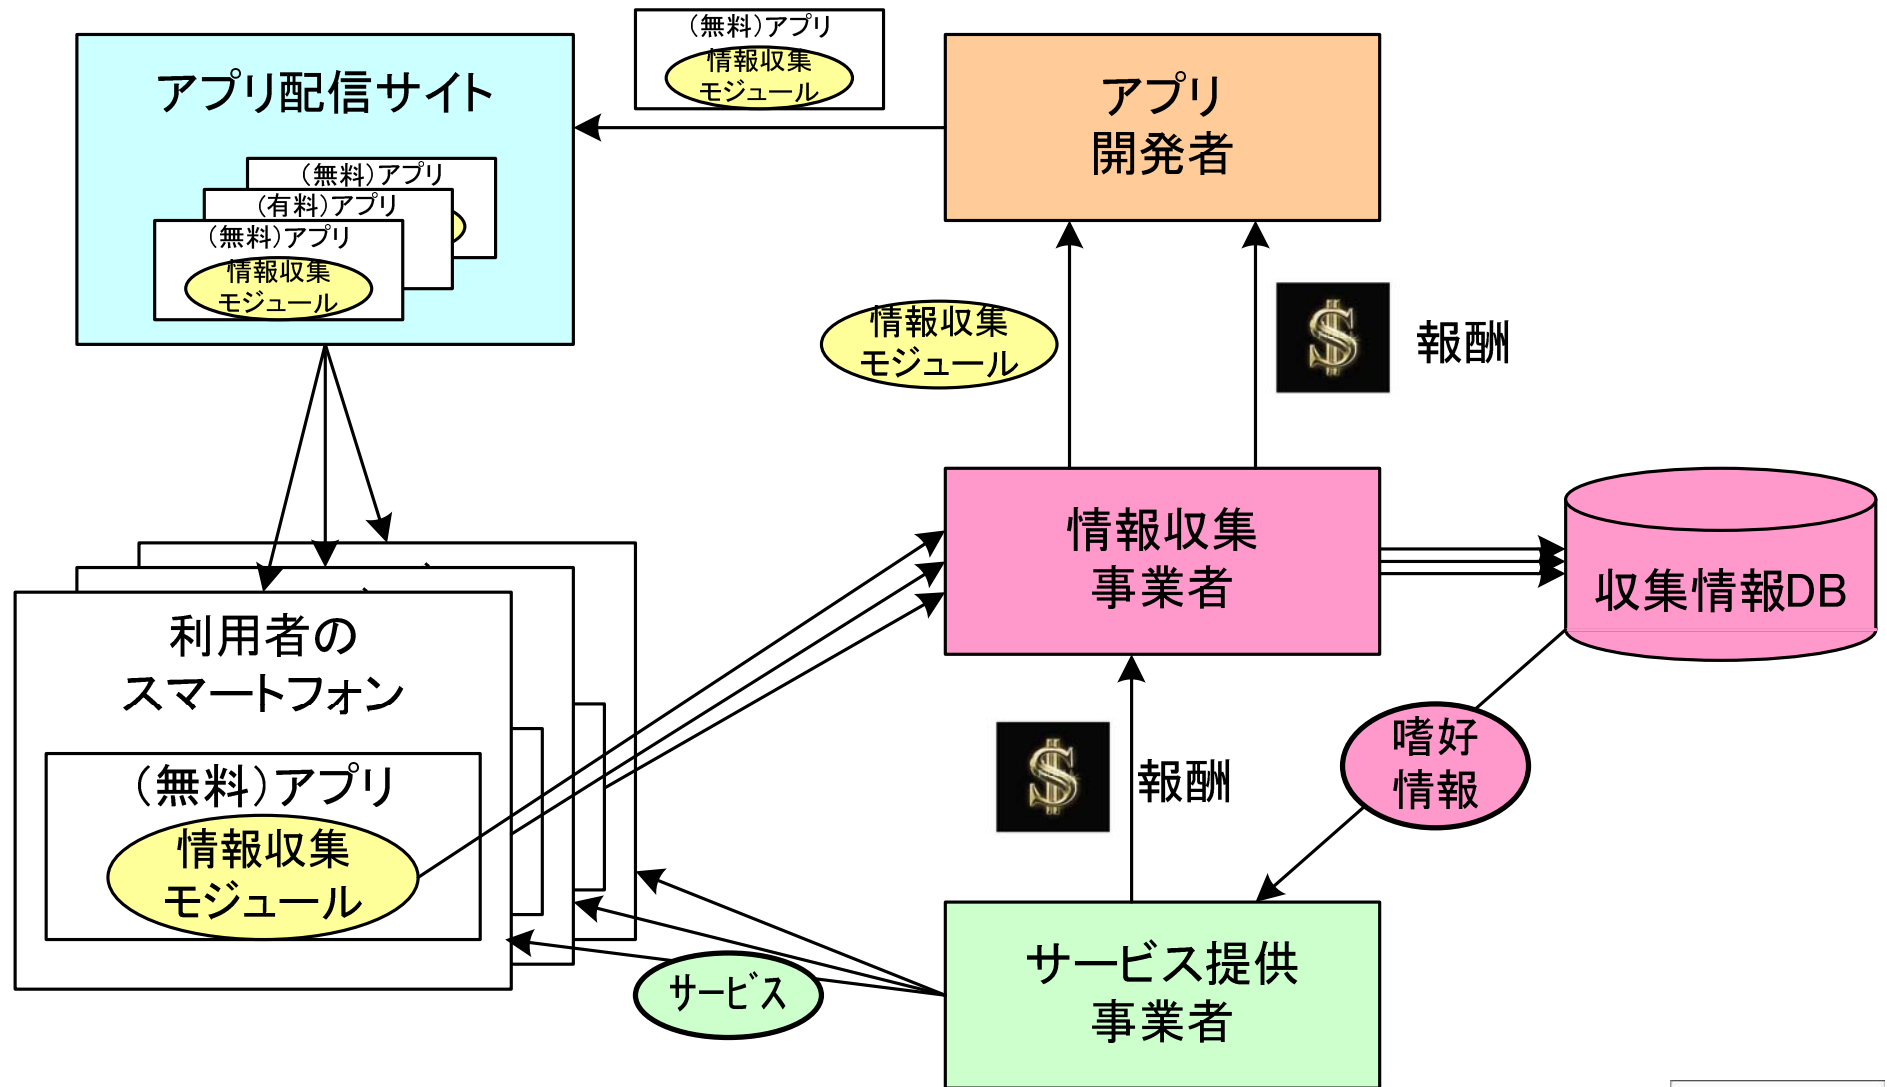 (無料)アプリ
情報収集
モジュール
アプリ配信サイト
(無料)アプリ
(有料)アプリ
(無料)アプリ
情報収集
モジュール
アプリ
開発者
情報収集
モジュール
報酬
情報収集
事業者
収集情報DB
利用者の
スマートフォン
(無料)アプリ
情報収集
モジュール
報酬
嗜好
情報
サービス
サービス提供
事業者